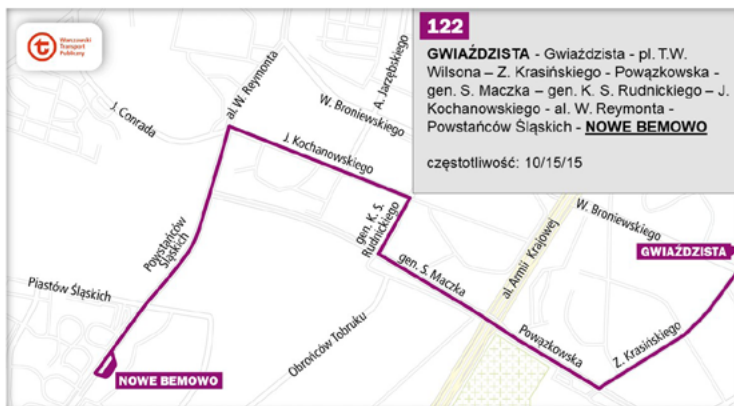 Warszawski
Transport
Publiczny
122
GWIAŹDZISTA - Gwiaździsta - pl. T.W.
Wilsona – Z. Krasińskiego - Powązkowska -
gen. S. Maczka – gen. K. S. Rudnickiego – J.
Kochanowskiego - al. W. Reymonta -
Powstańców Śląskich - NOWE BEMOWO
częstotliwość: 10/15/15
J. Conrada
al. W. Reymonta
W. Broniewskiego
A. Jarzębskiego
J. Kochanowskiego
gen. K. S.
Rudnickiego
W. Broniewskiego
GWIAŹDZISTA
Powstańców
Śląskich
gen. S. Maczka
al. Armii Krajowej
Piastów Śląskich
Obrońców Tobruku
Powązkowska
Z. Krasińskiego
NOWE BEMOWO